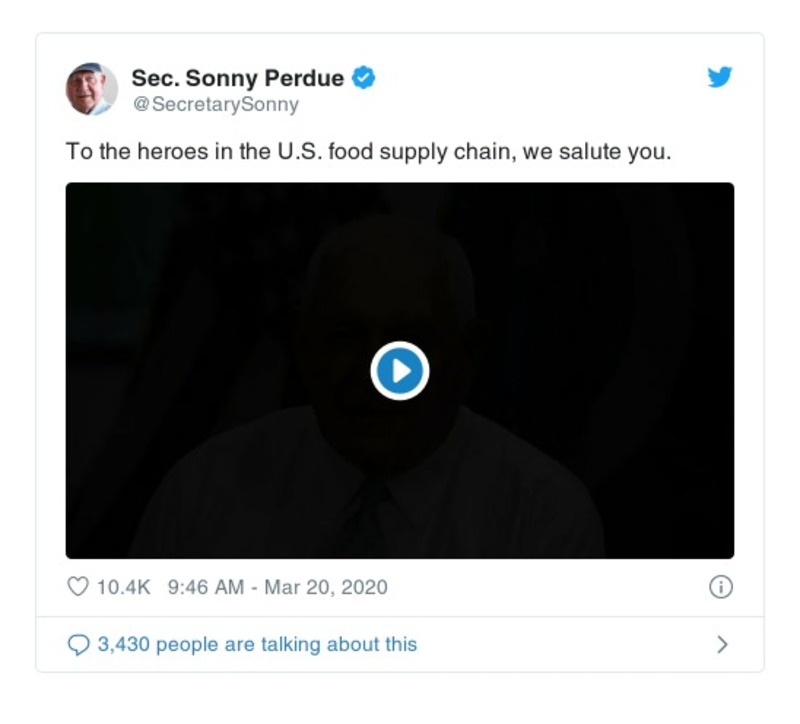 Sec. Sonny Perdue
@SecretarySonny
To the heroes in the U.S. food supply chain, we salute you.
10.4K 9:46 AM - Mar 20, 2020
3,430 people are talking about this